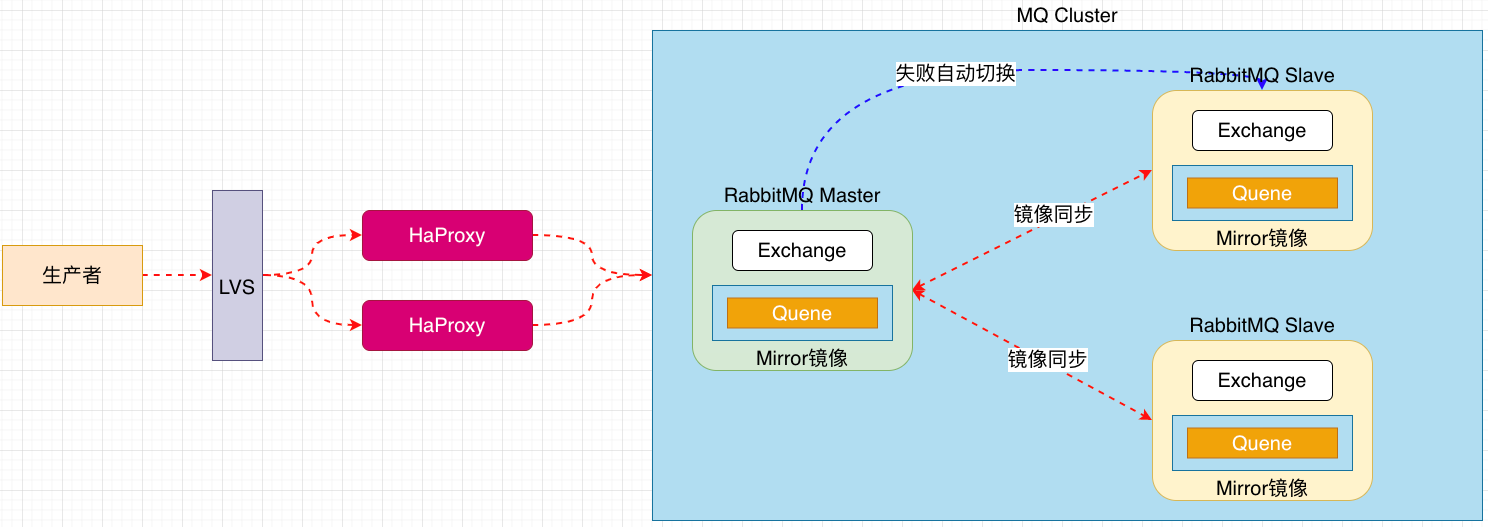 MQ Cluster
失败自动切换
RabbitMQ Slave
Exchange
Quene
Mirror镜像
RabbitMQ Master
Exchange
Quene
Mirror镜像
镜像同步
镜像同步
RabbitMQ Slave
Exchange
Quene
Mirror镜像
生产者
LVS
HaProxy
HaProxy